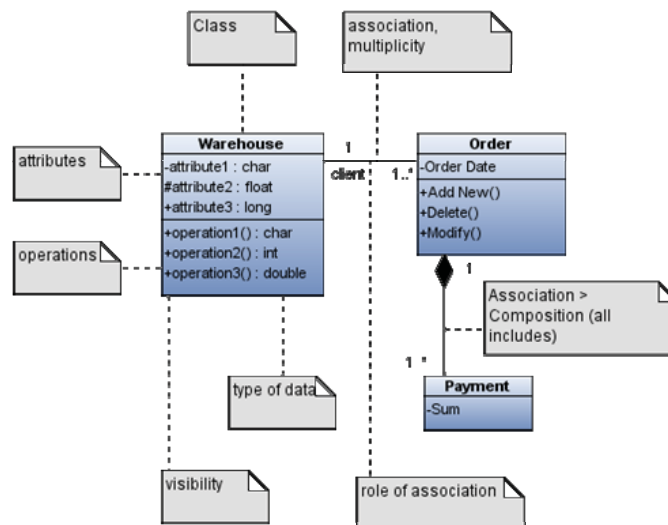 Class
association,
multiplicity
attributes
Warehouse
-attribute1 : char
#attribute2 : float
+attribute3 : long
+operation1() : char
+operation2() : int
+operation3() : double
1
client
1..*
Order
-Order Date
+Add New()
+Delete()
+Modify()
operations
1
Association >
Composition (all
includes)
1 *
Payment
-Sum
type of data
visibility
role of association